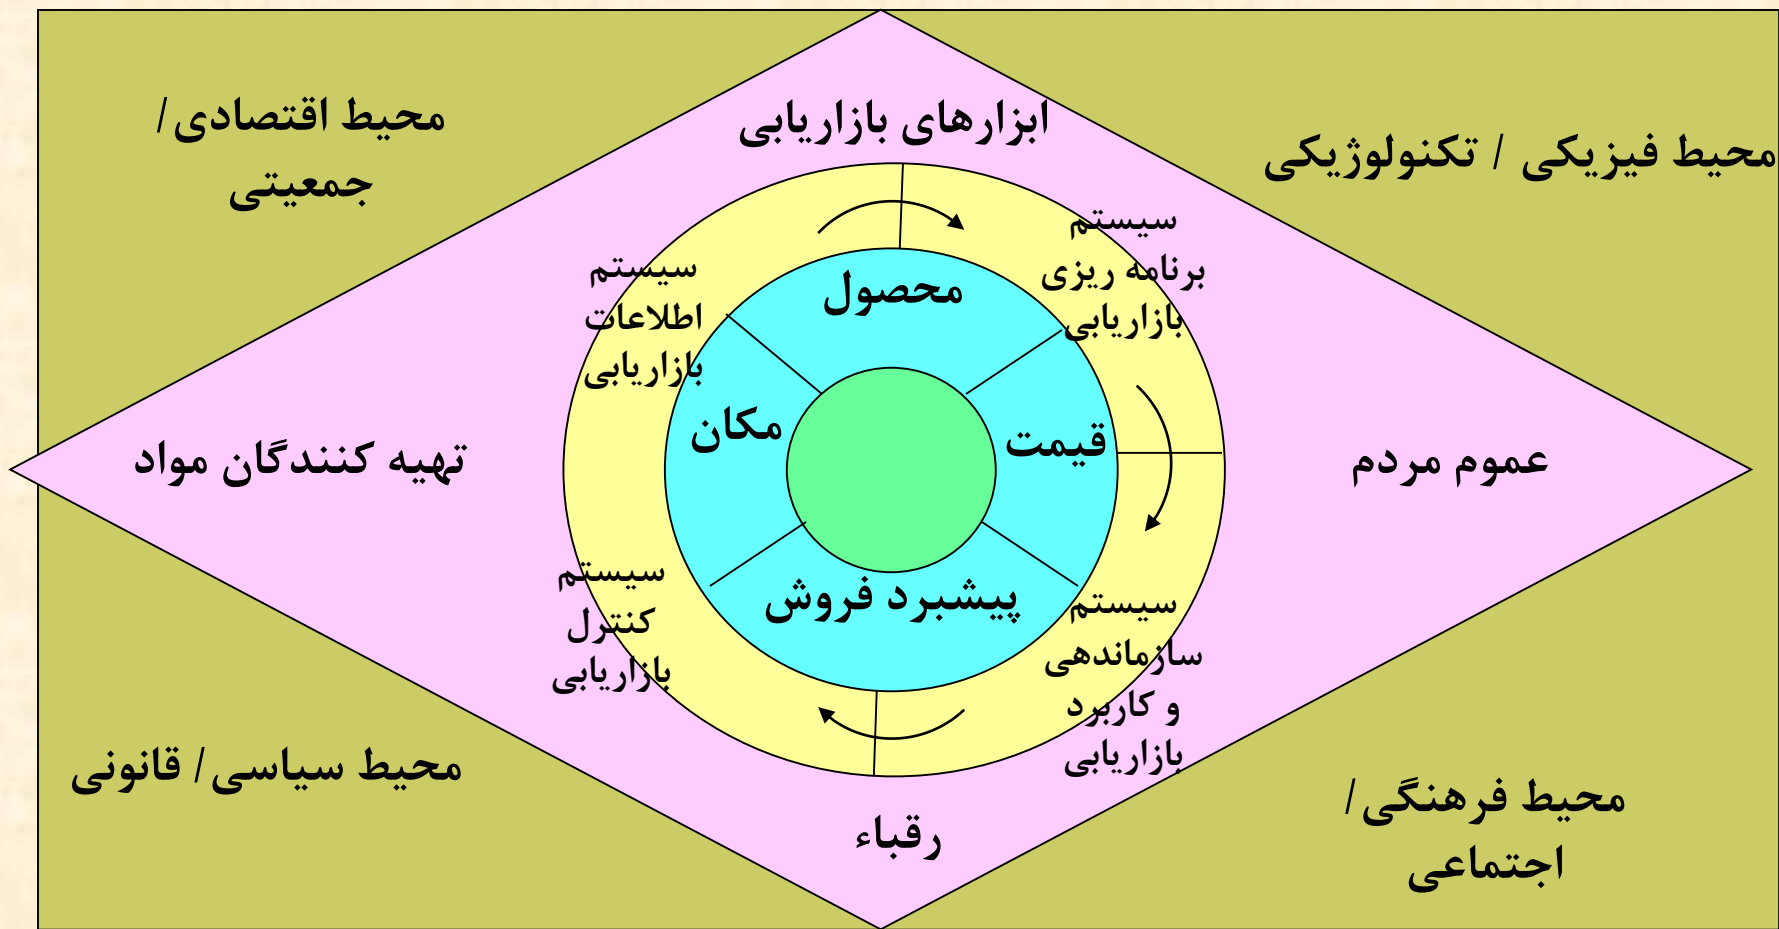 ابزارهای بازاریابی
محیط فیزیکی / تکنولوژیکی
محیط اقتصادی/
جمعیتی
سیستم
برنامه ریزی
بازاریابی
سیستم
اطلاعات
بازاریابی
محصول
قیمت
مکان
عموم مردم
تهیه کنندگان مواد
پیشبرد فروش
سیستم
سازماندهی
و کاربرد
بازاریابی
سیستم
کنترل
بازاریابی
رقباء
محیط فرهنگی/
اجتماعی
محیط سیاسی/ قانونی